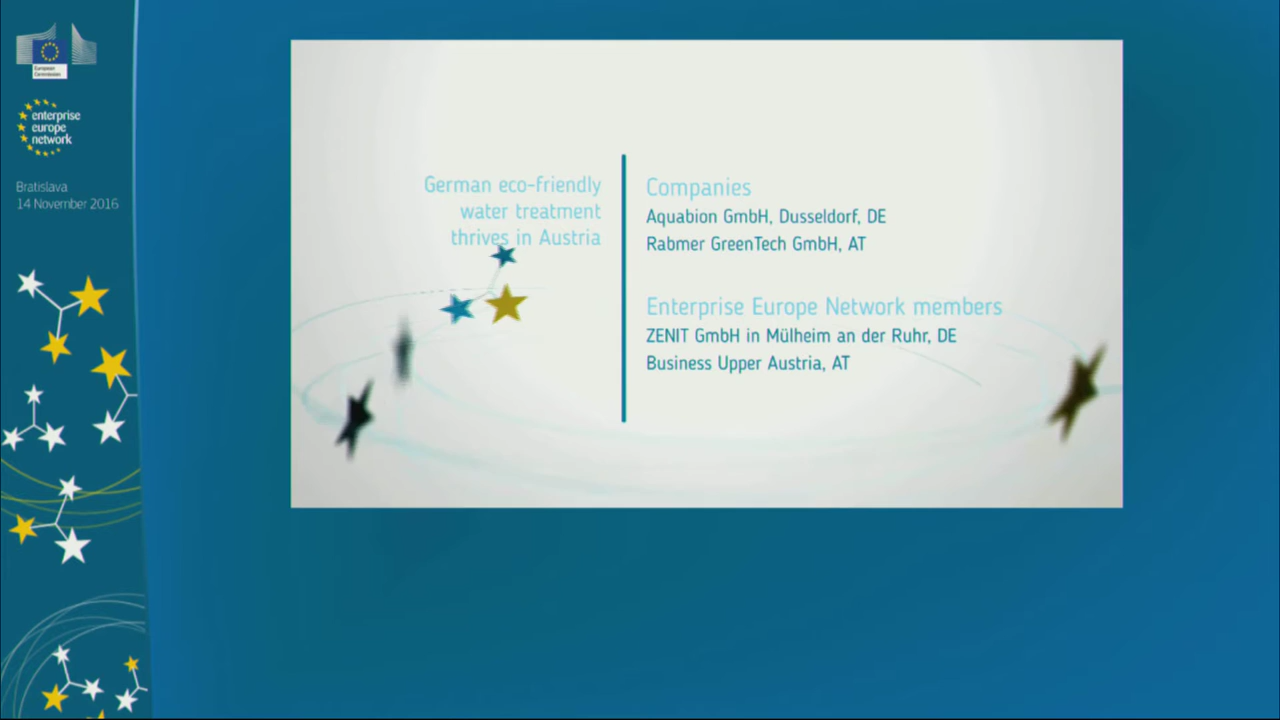 European
Commission
enterprise
europe
network
Bratislava
14 November 2016
German eco-friendly
water treatment
thrives in Austria
Companies
Aquabion GmbH, Dusseldorf, DE
Rabmer GreenTech GmbH, AT
Enterprise Europe Network members
ZENIT GmbH in Mülheim an der Ruhr, DE
Business Upper Austria, AT